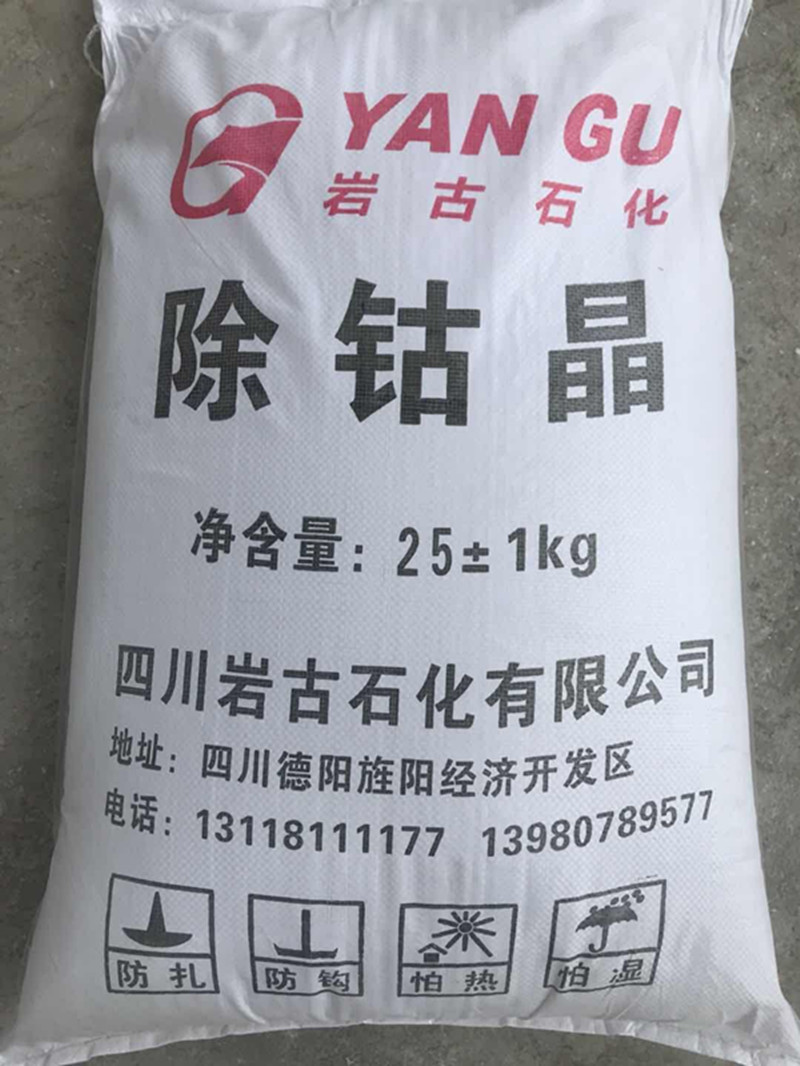 YAN GU
岩古石化
除钴晶
净含量：25±1kg
四川岩古石化有限公司
地址：四川德阳旌阳经济开发区
电话：13118111177 13980789577
防扎 防钩 怕热 怕湿